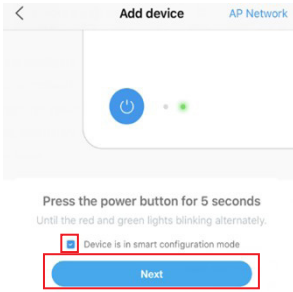 Add device AP Network
Press the power button for 5 seconds
Until the red and green lights blinking alternately.
Device is in smart configuration mode
Next